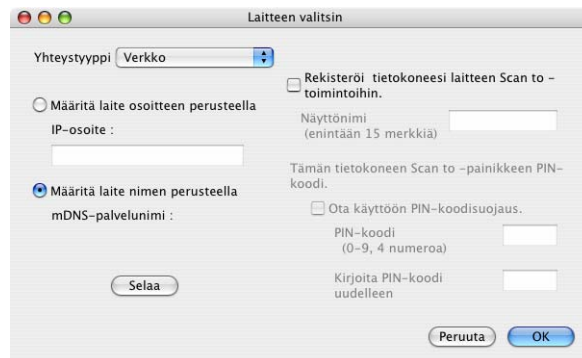 Laitteen valitsin
Yhteystyyppi Verkko
Määritä laite osoitteen perusteella
IP-osoite :
Määritä laite nimen perusteella
mDNS-palvelunimi :
Selaa
Rekisteröi tietokoneesi laitteen Scan to -
toimintoihin.
Näyttönimi
(enintään 15 merkkiä)
Tämän tietokoneen Scan to -painikkeen PIN-
koodi.
Ota käyttöön PIN-koodisuojaus.
PIN-koodi
(0-9, 4 numeroa)
Kirjoita PIN-koodi
uudelleen
Peruuta OK